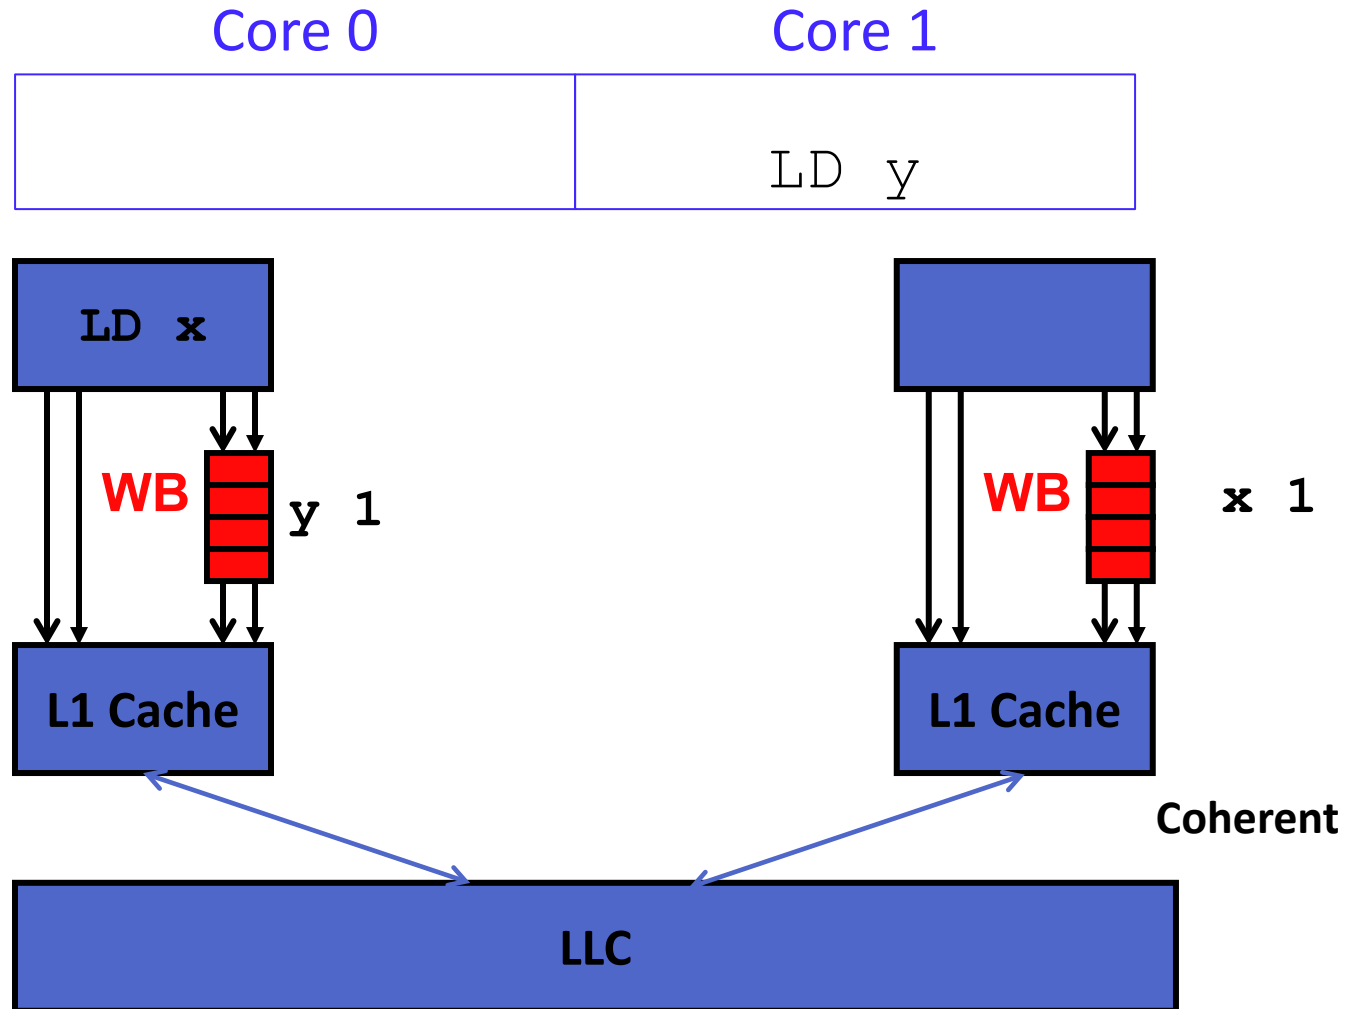 Core 0
Core 1
LD y
LD x
WB
y 1
WB
x 1
L1 Cache
L1 Cache
Coherent
LLC